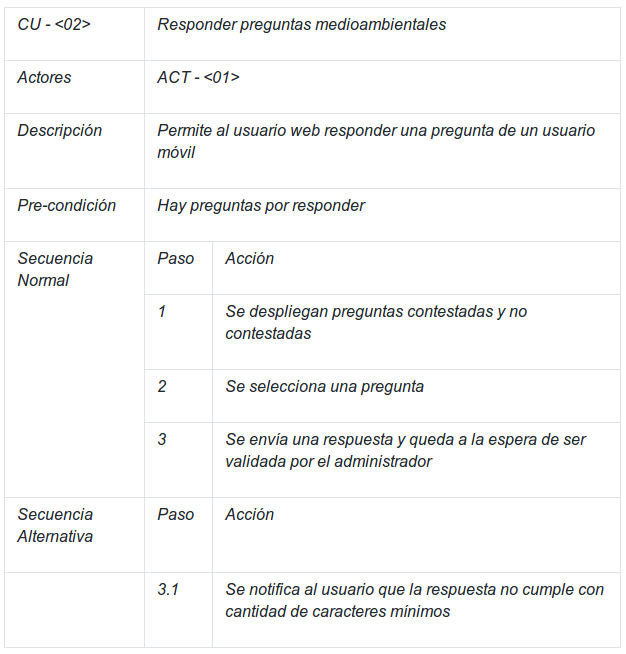 CU - <02>
Responder preguntas medioambientales
Actores
ACT - <01>
Descripción
Permite al usuario web responder una pregunta de un usuario
móvil
Pre-condición
Hay preguntas por responder
Secuencia
Normal
Paso
Acción
1
Se despliegan preguntas contestadas y no
contestadas
2
Se selecciona una pregunta
3
Se envía una respuesta y queda a la espera de ser
validada por el administrador
Secuencia
Alternativa
Paso
Acción
3.1
Se notifica al usuario que la respuesta no cumple con
cantidad de caracteres mínimos